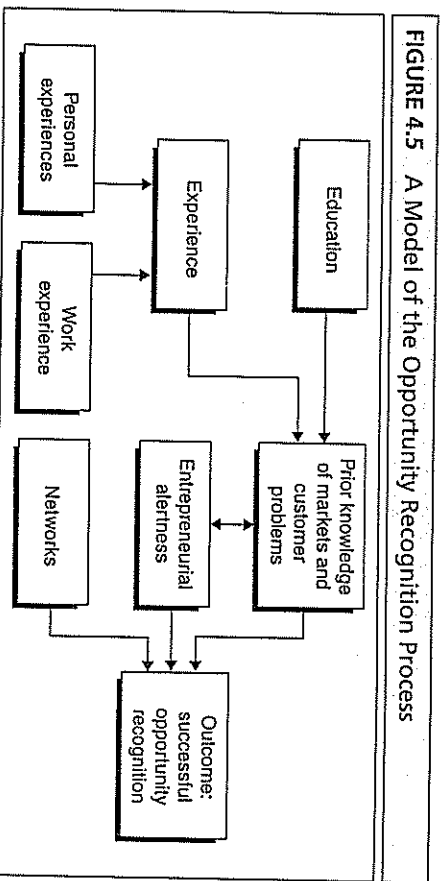 FIGURE 4.5 A Model of the Opportunity Recognition Process
Education
Experience
Personal
experiences
Work
experience
Prior knowledge
of markets and
customer
problems
Entrepreneurial
alertness
Networks
Outcome:
successful
opportunity
recognition